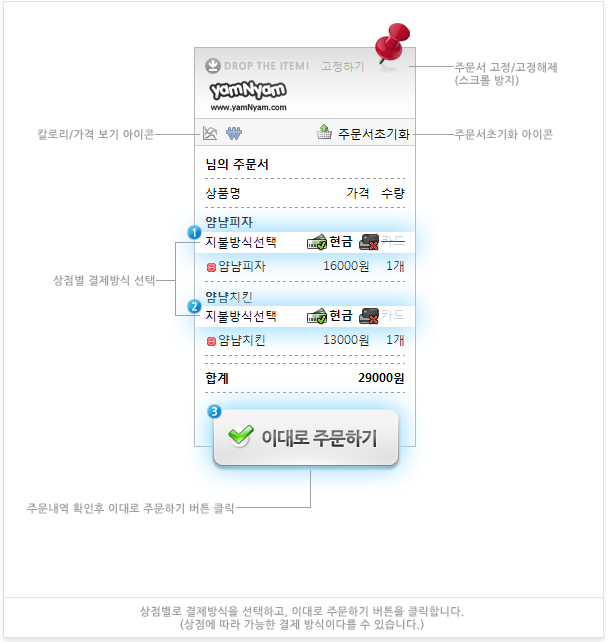 DROP THE ITEM! 고정하기
주문서 고정/고정해제
(스크롤 방지)
yamNyam
www.yamNyam.com
칼로리/가격 보기 아이콘
주문서초기화
주문서초기화 아이콘
님의 주문서
상품명 가격 수량
얌냠피자
1 지불방식선택 현금 카드
얌냠피자 16000원 1개
상점별 결제방식 선택
얌냠치킨
2 지불방식선택 현금 카드
얌냠치킨 13000원 1개
합계 29000원
3 이대로 주문하기
주문내역 확인후 이대로 주문하기 버튼 클릭
상점별로 결제방식을 선택하고, 이대로 주문하기 버튼을 클릭합니다.
(상점에 따라 가능한 결제 방식이다를 수 있습니다.)